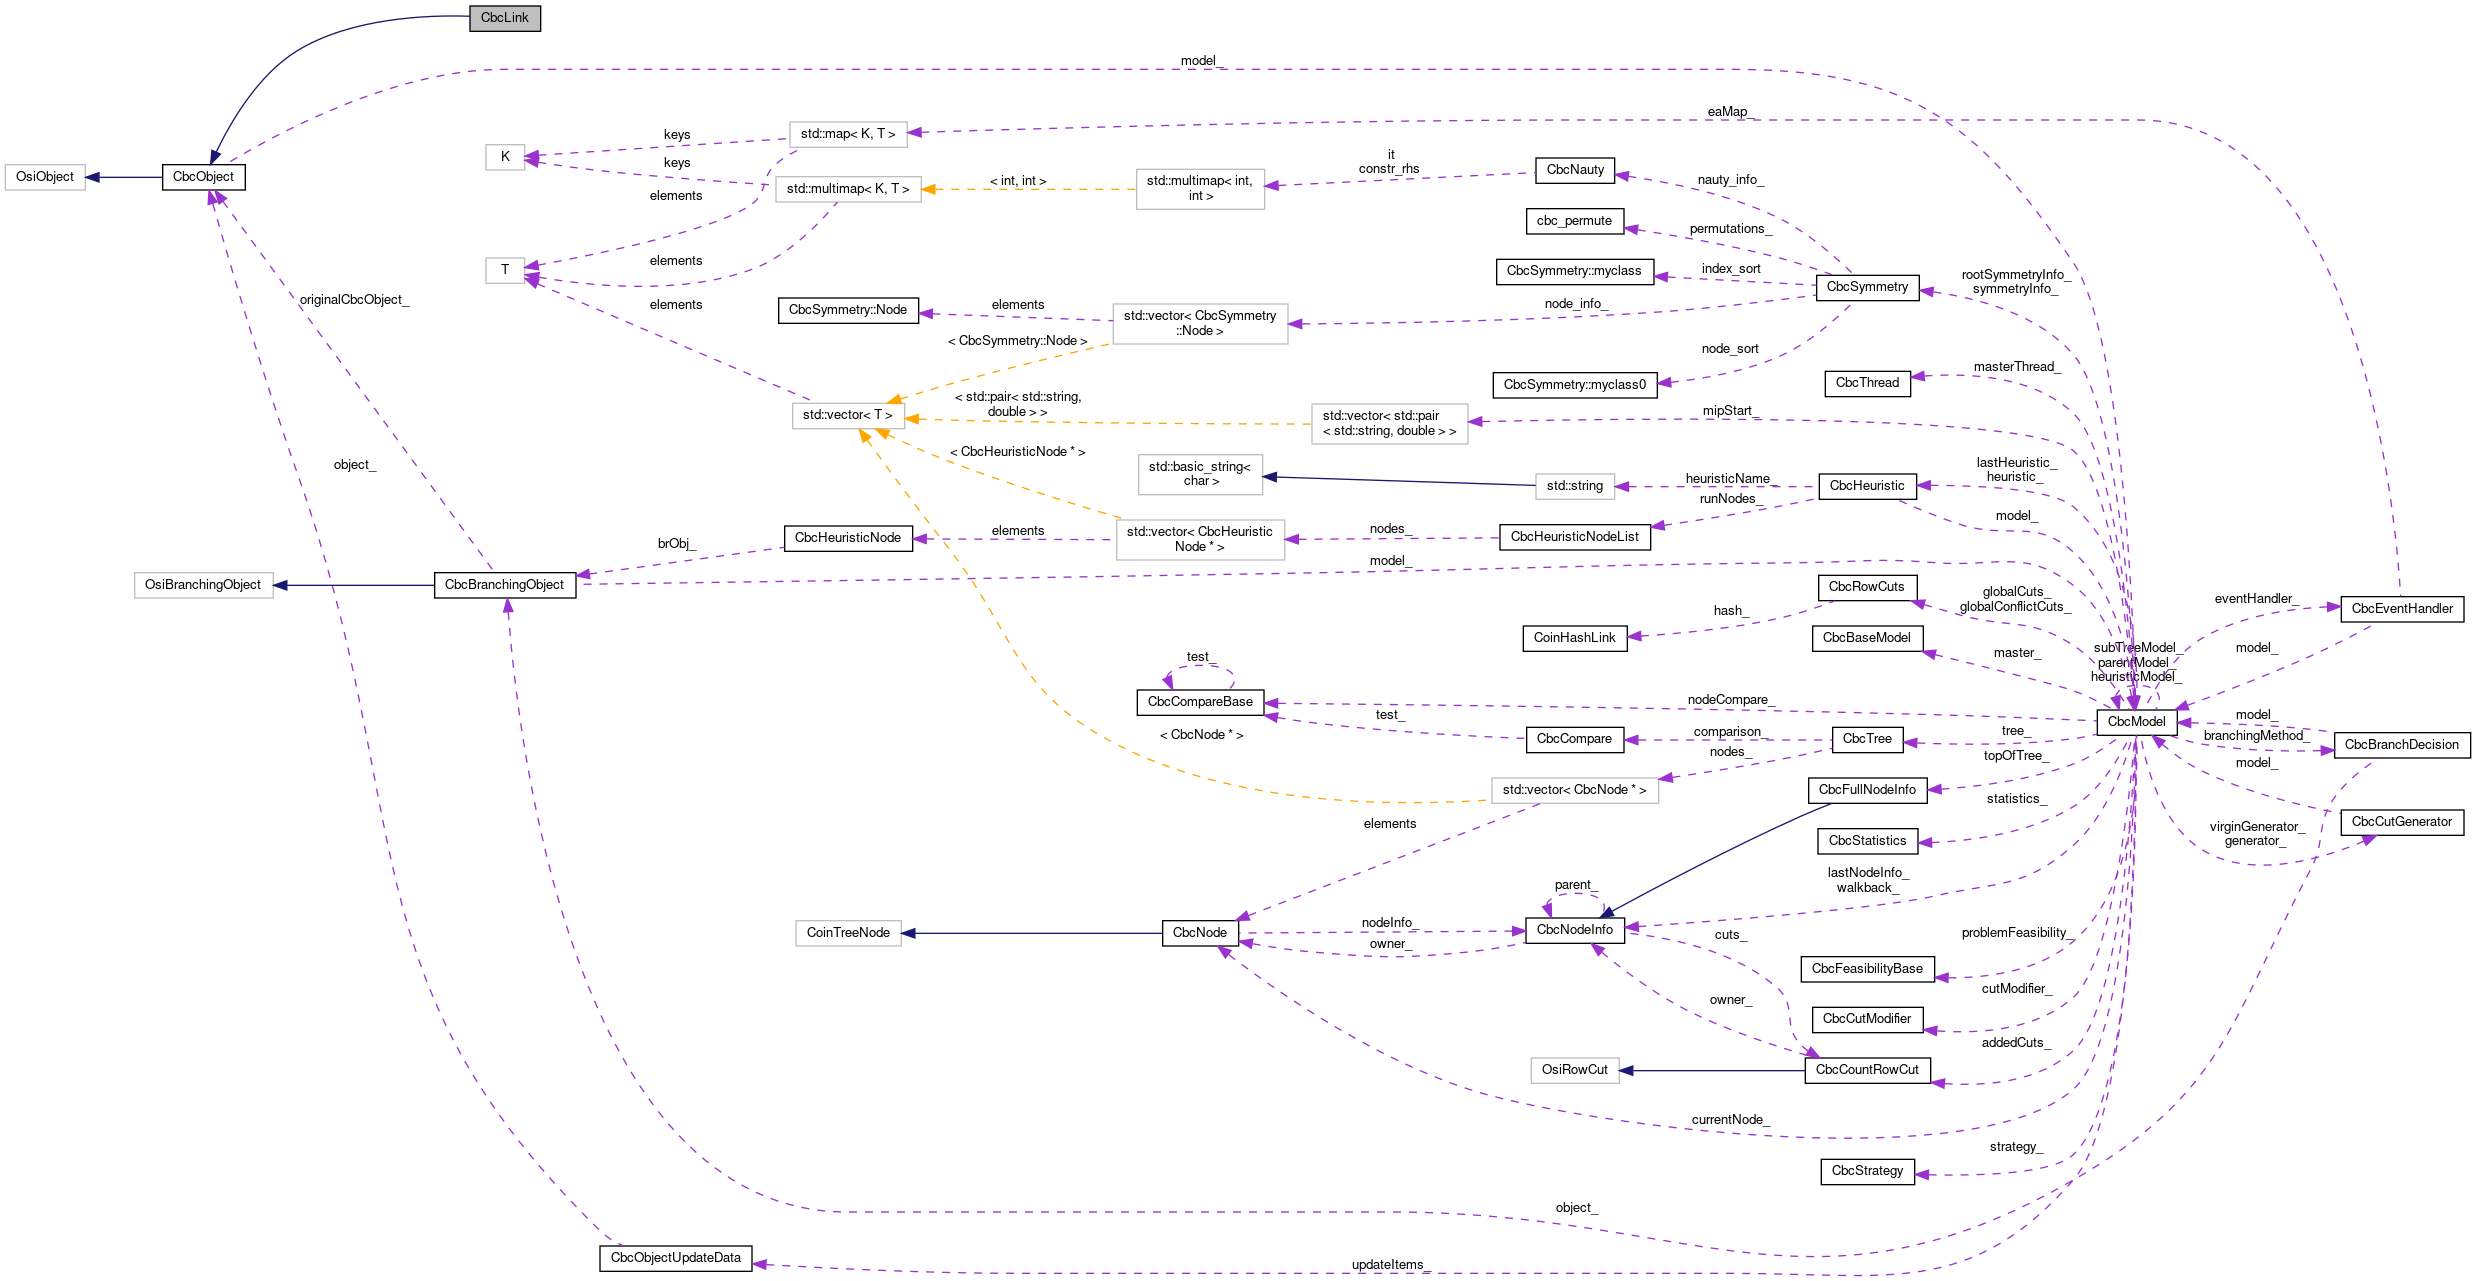 CbcLink
model_
eaMap_
std::map< K, T >
keys
K
it
constr_rhs
CbcNauty
keys
OsiObject
CbcObject
std::multimap< K, T >
< int, int >
std::multimap< int,
int >
nauty_info_
elements
cbc_permute
permutations_
elements
T
CbcSymmetry::myclass
index_sort
rootSymmetryInfo_
symmetryInfo_
CbcSymmetry
originalCbcObject_
elements
CbcSymmetry::Node
elements
std::vector< CbcSymmetry
::Node >
node_info_
< CbcSymmetry::Node >
node_sort
masterThread_
CbcSymmetry::myclass0
CbcThread
< std::pair< std::string,
double > >
std::vector< T >
std::vector< std::pair
< std::string, double > >
mipStart_
object_
< CbcHeuristicNode * >
std::basic_string<
char >
std::string
heuristicName_
CbcHeuristic
lastHeuristic_
heuristic_
runNodes_
model_
brObj_
CbcHeuristicNode
elements
std::vector< CbcHeuristic
Node * >
nodes_
CbcHeuristicNodeList
OsiBranchingObject
CbcBranchingObject
model_
CbcRowCuts
globalCuts_
globalConflictCuts_
hash_
eventHandler_
CbcEventHandler
CoinHashLink
CbcBaseModel
master_
subTreeModel_
parentModel_
heuristicModel_
model_
test_
CbcCompareBase
nodeCompare_
test_
CbcModel
model_
< CbcNode * >
CbcCompare
comparison_
CbcTree
tree_
branchingMethod_
CbcBranchDecision
nodes_
topOfTree_
model_
std::vector< CbcNode * >
CbcFullNodeInfo
statistics_
elements
CbcStatistics
virginGenerator_
generator_
CbcCutGenerator
lastNodeInfo_
walkback_
parent_
CoinTreeNode
CbcNode
nodeInfo_
owner_
CbcNodeInfo
cuts_
problemFeasibility_
CbcFeasibilityBase
owner_
cutModifier_
CbcCutModifier
addedCuts_
OsiRowCut
CbcCountRowCut
currentNode_
strategy_
CbcStrategy
object_
CbcObjectUpdateData
updateItems_